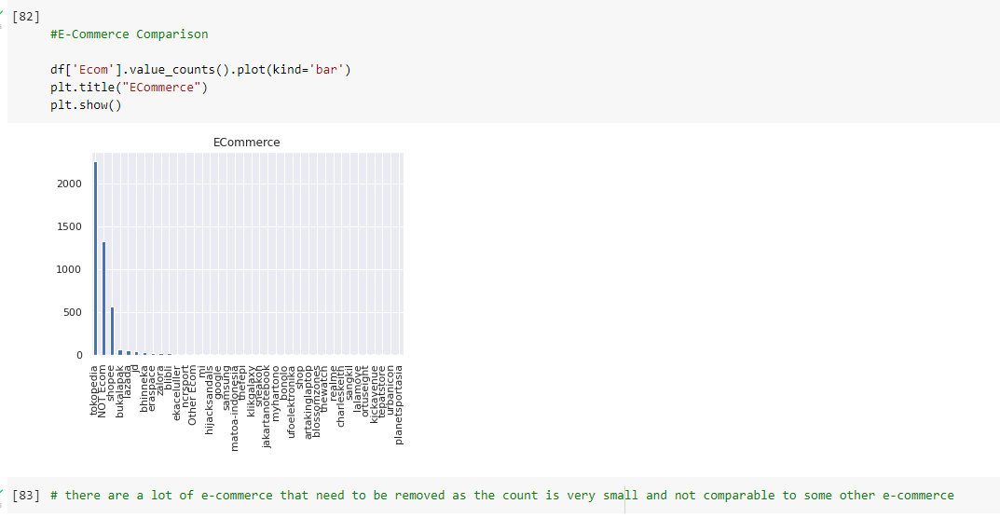 [82]
#E-Commerce Comparison
df['Ecom'].value_counts().plot(kind='bar')
plt.title("ECommerce")
plt.show()
ECommerce
2000
1500
1000
500
0
tokopedia
NOT Ecom
shopee
bukalapak
lazada
jd
bhinneka
eraspace
zalora
blibli
ekaceluller
ncrsport
Other Ecom
mi
hijacksandals
google
samsung
matoa-indonesia
thefepi
klikgalaxy
sneakon
jakartanotebook
myhartono
bonglo
ufoelektronika
shop
artakinglaptop
blossomzones
thewatch
realme
charleskeith
sangkil
lalamove
ortuseight
kickavenue
tepatstore
urbanicon
planetsportasia
[83] # there are a lot of e-commerce that need to be removed as the count is very small and not comparable to some other e-commerce